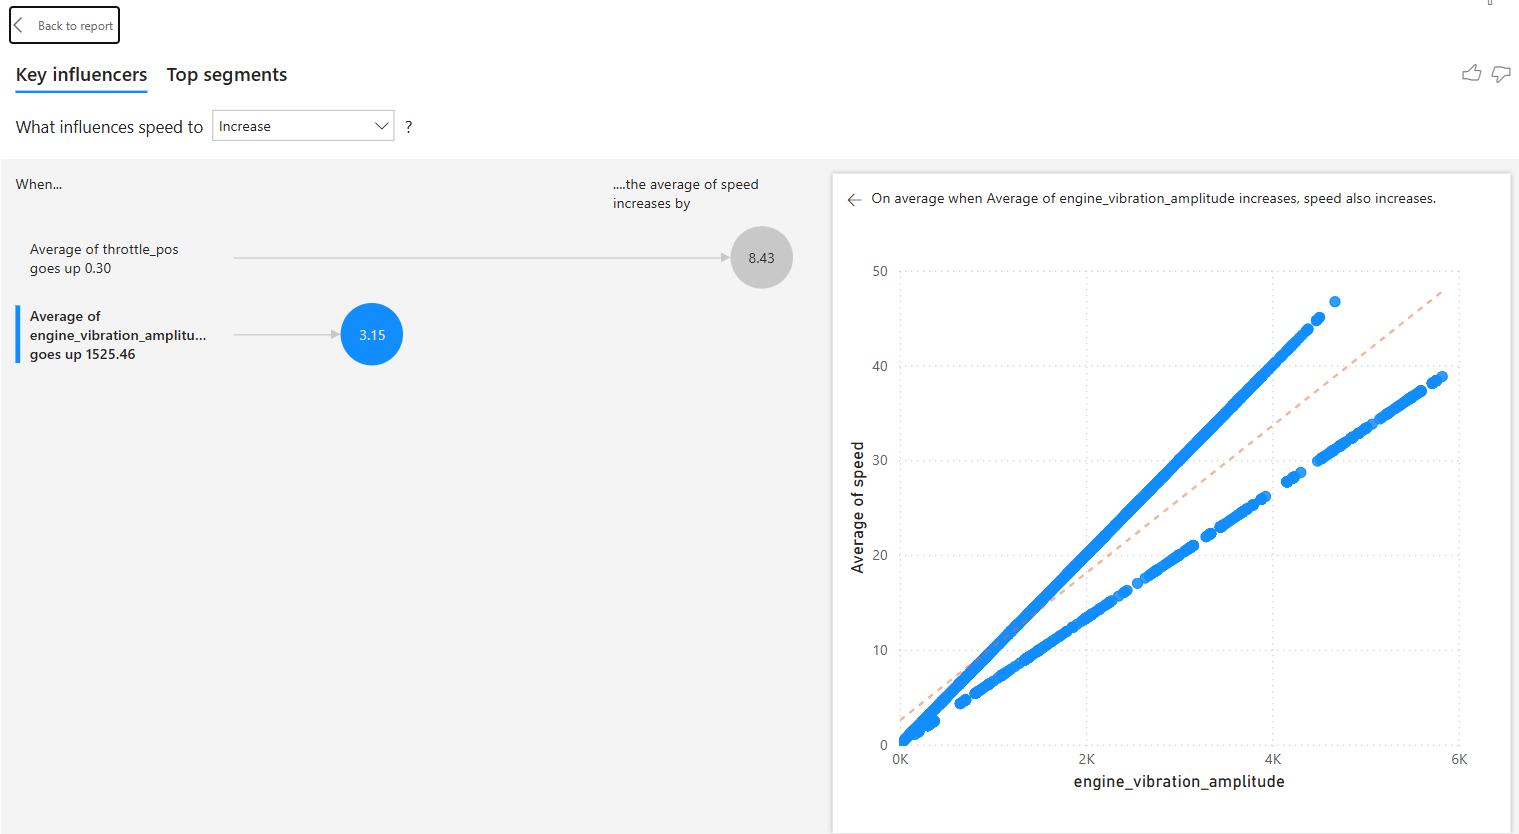 Back to report
Key influencers Top segments
What influences speed to Increase ?
When...
....the average of speed
increases by
Average of throttle_pos
goes up 0.30
8.43
Average of
engine_vibration_amplitu...
goes up 1525.46
3.15
On average when Average of engine_vibration_amplitude increases, speed also increases.
50
40
30
20
10
0
Average of speed
0K 2K 4K 6K
engine_vibration_amplitude